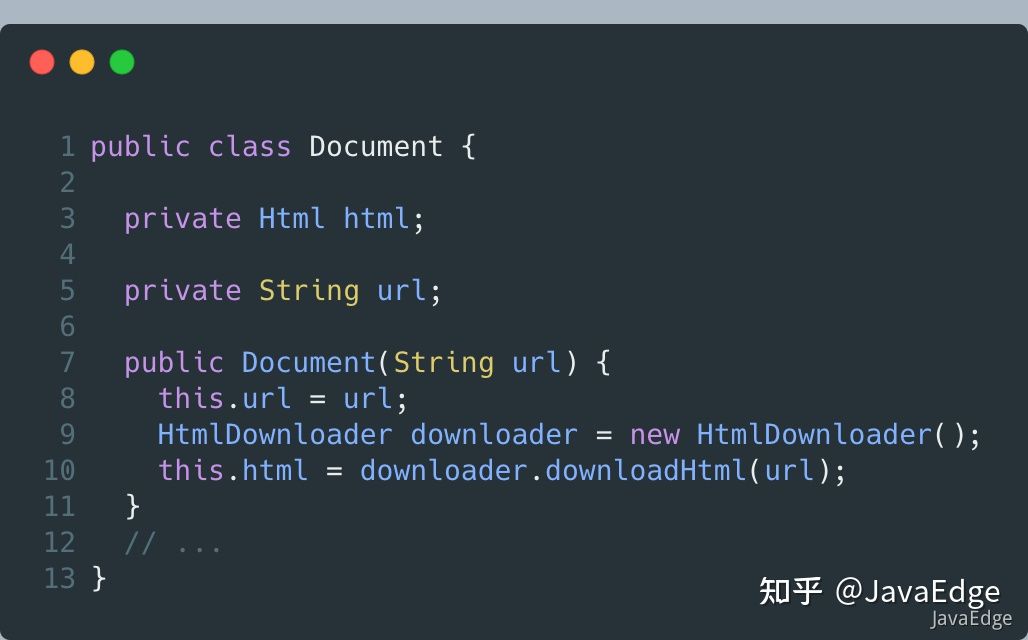 1 public class Document {
2
3   private Html html;
4
5   private String url;
6
7   public Document(String url) {
8     this.url = url;
9     HtmlDownloader downloader = new HtmlDownloader();
10     this.html = downloader.downloadHtml(url);
11   }
12   // ...
13 }
知乎 @JavaEdge
JavaEdge